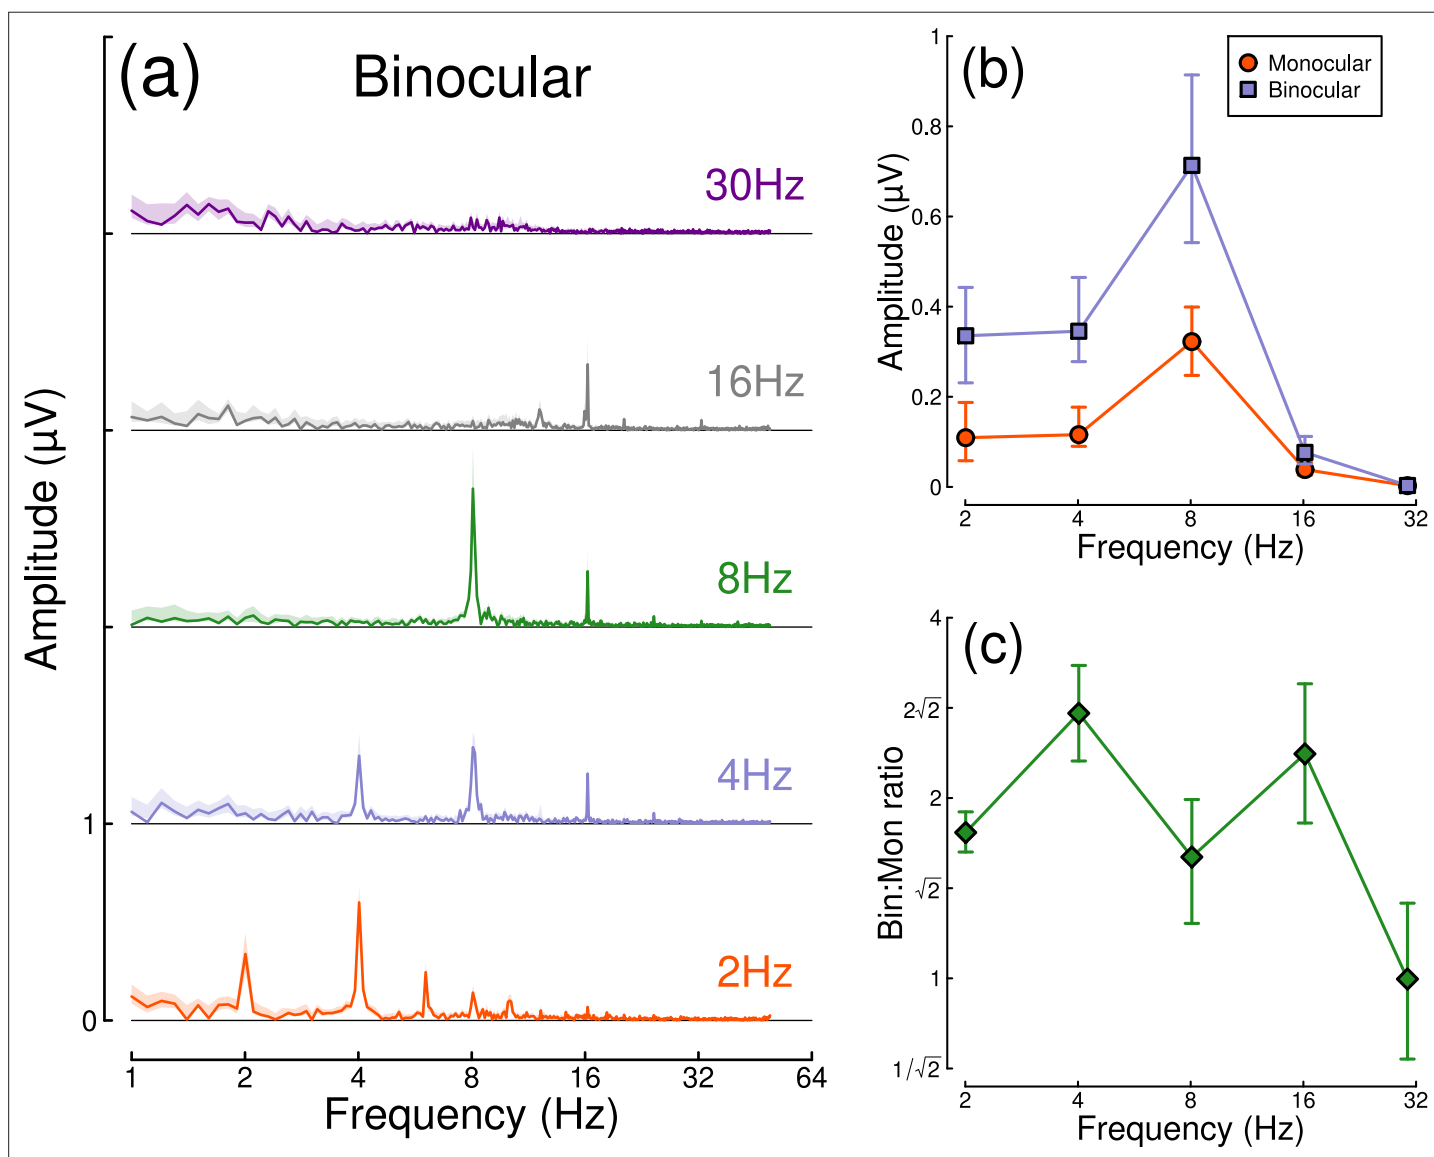 (a)
Binocular
30Hz
16Hz
8Hz
4Hz
2Hz
Amplitude (µV)
1
0
1 2 4 8 16 32 64
Frequency (Hz)
(b)
Monocular
Binocular
Amplitude (µV)
1
0.8
0.6
0.4
0.2
0
2 4 8 16 32
Frequency (Hz)
(c)
Bin:Mon ratio
4
2√2
2
√2
1
1/√2
2 4 8 16 32
Frequency (Hz)